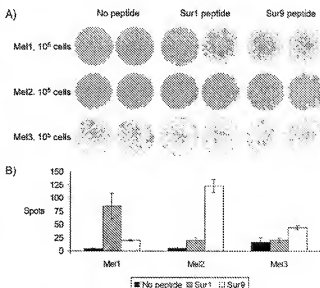 A)
No peptide Sur1 peptide Sur9 peptide
Mel1, 10⁵ cells
Mel2, 10⁵ cells
Mel3, 10⁵ cells
B)
150
125
100
75
Spots
50
25
0
Mel1 Mel2 Mel3
No peptide Sur1 Sur9